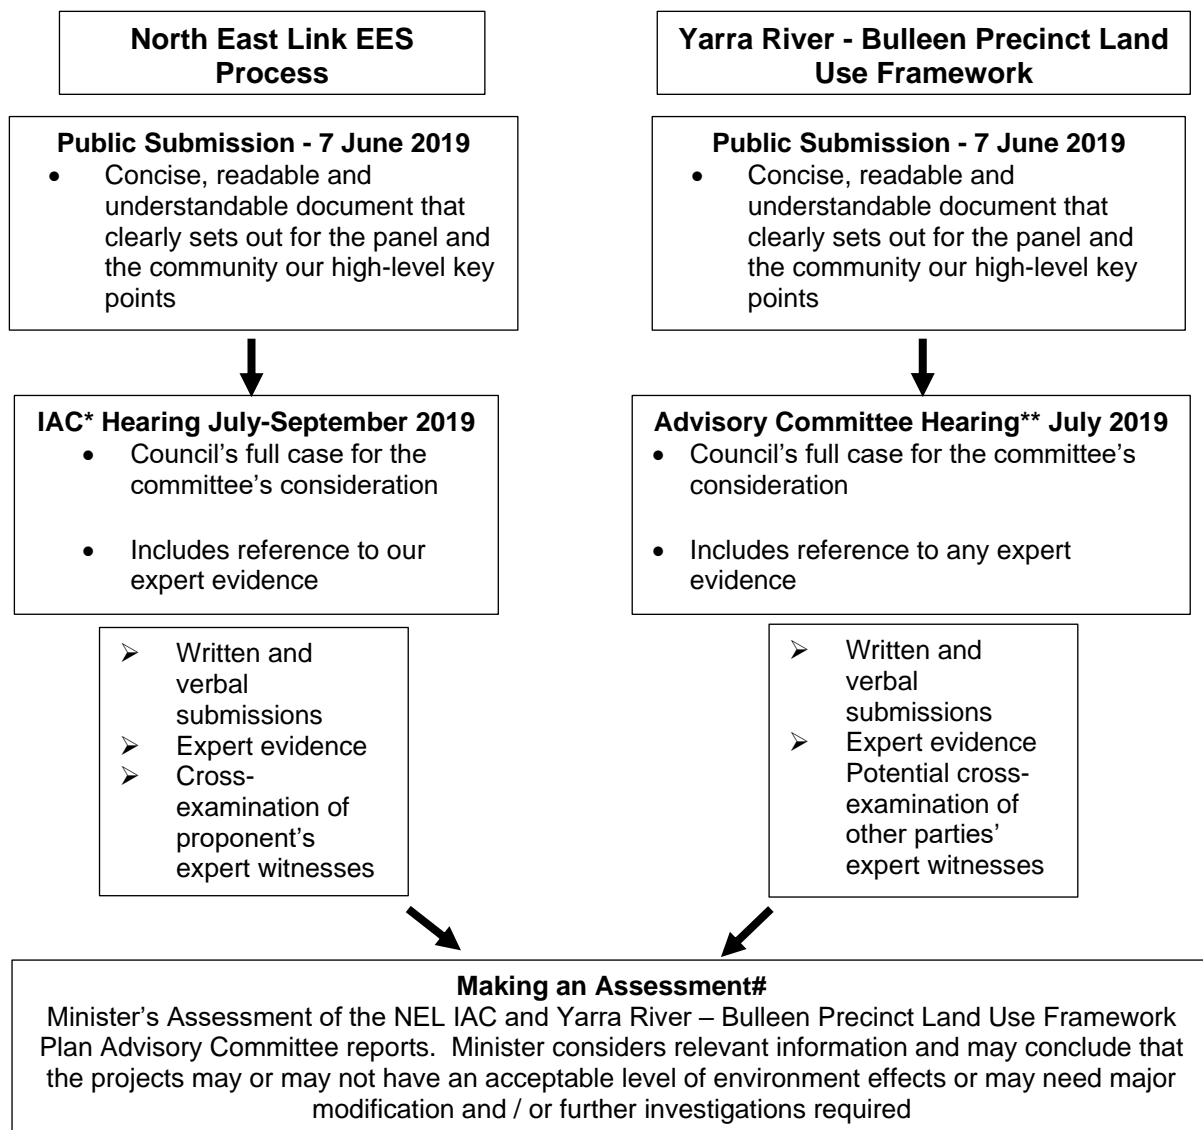 North East Link EES
Process
Yarra River - Bulleen Precinct Land
Use Framework
Public Submission - 7 June 2019
• Concise, readable and
understandable document that
clearly sets out for the panel and
the community our high-level key
points
Public Submission - 7 June 2019
• Concise, readable and
understandable document that
clearly sets out for the panel and
the community our high-level key
points
IAC* Hearing July-September 2019
• Council’s full case for the
committee’s consideration
• Includes reference to our
expert evidence
Advisory Committee Hearing** July 2019
• Council’s full case for the committee’s
consideration
• Includes reference to any expert
evidence
➢ Written and
verbal
submissions
➢ Expert evidence
➢ Cross-
examination of
proponent’s
expert witnesses
➢ Written and
verbal
submissions
➢ Expert evidence
Potential cross-
examination of
other parties’
expert witnesses
Making an Assessment#
Minister’s Assessment of the NEL IAC and Yarra River – Bulleen Precinct Land Use Framework
Plan Advisory Committee reports. Minister considers relevant information and may conclude that
the projects may or may not have an acceptable level of environment effects or may need major
modification and / or further investigations required